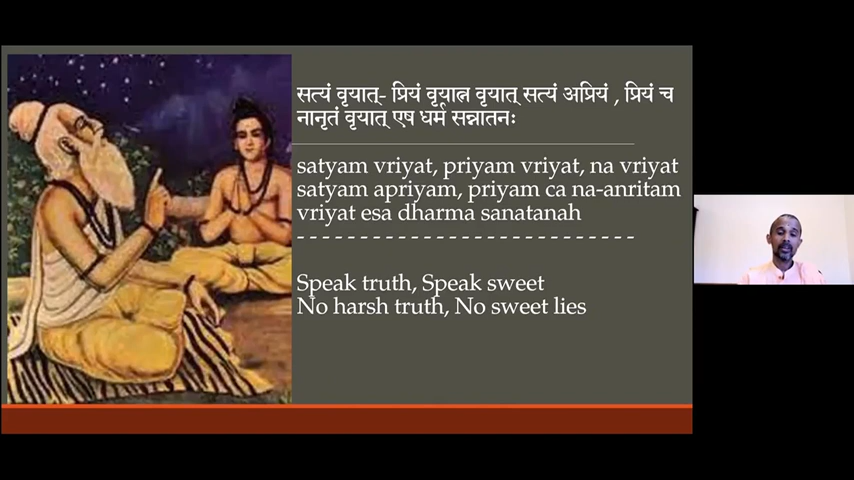 सत्यं वृयात्- प्रियं वृयान्न वृयात् सत्यं अप्रियं , प्रियं च
नानृतं वृयात् एष धर्म सन्नातनः
satyam vriyat, priyam vriyat, na vriyat
satyam apriyam, priyam ca na-anritam
vriyat esa dharma sanatanah
- - - - - - - - - - - - - - - - - - - - - - - - - - -
Speak truth, Speak sweet
No harsh truth, No sweet lies